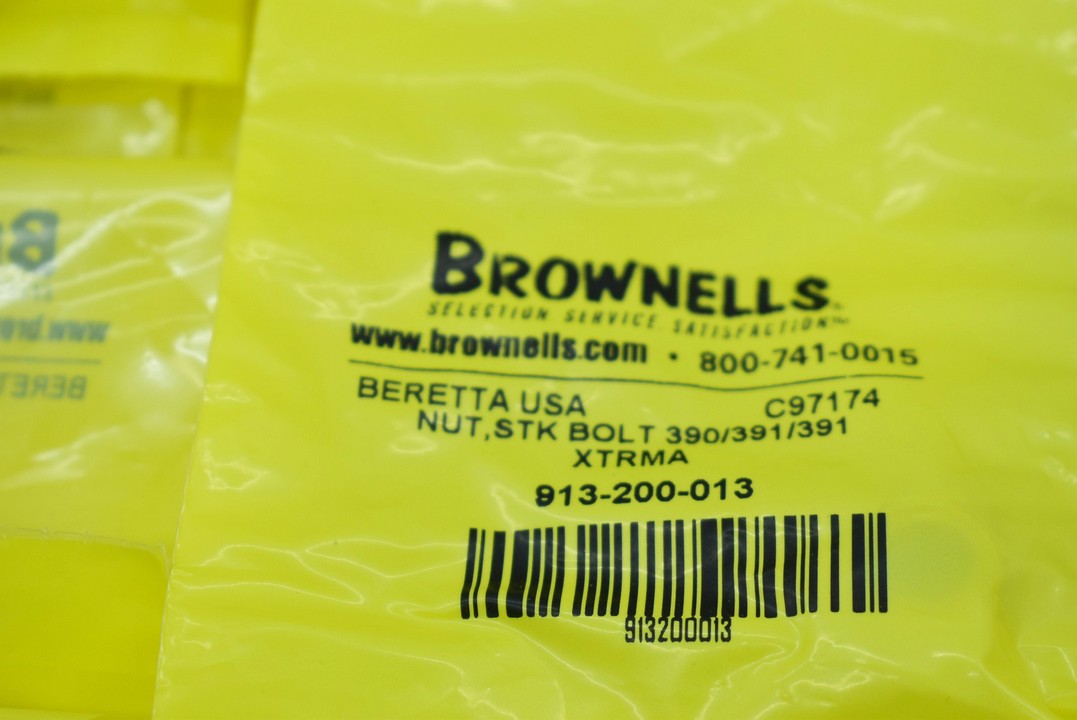 BROWNELLS
SELECTION SERVICE SATISFACTION™
www.brownells.com • 800-741-0015
BERETTA USA C97174
NUT,STK BOLT 390/391/391
XTRMA
913-200-013
913200013